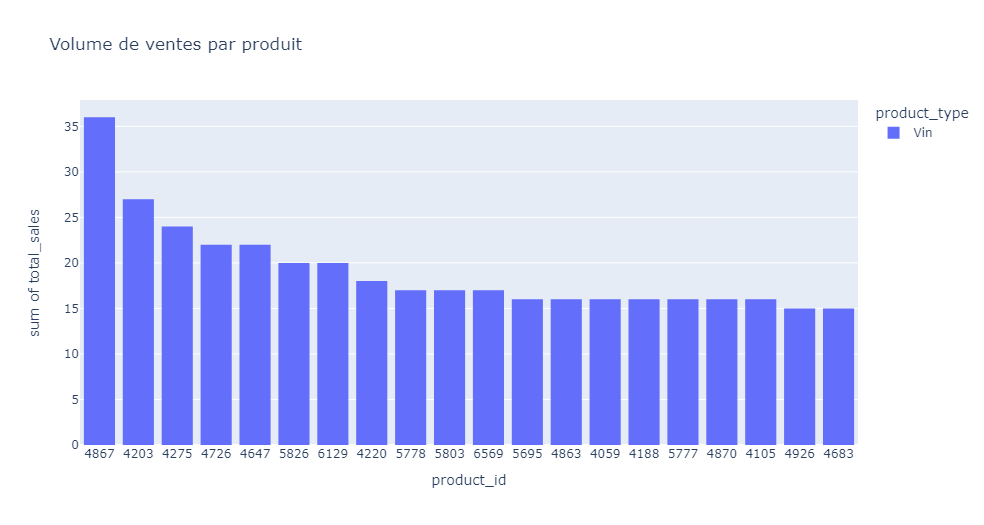 Volume de ventes par produit
product_type
Vin
sum of total_sales
35
30
25
20
15
10
5
0
4867 4203 4275 4726 4647 5826 6129 4220 5778 5803 6569 5695 4863 4059 4188 5777 4870 4105 4926 4683
product_id